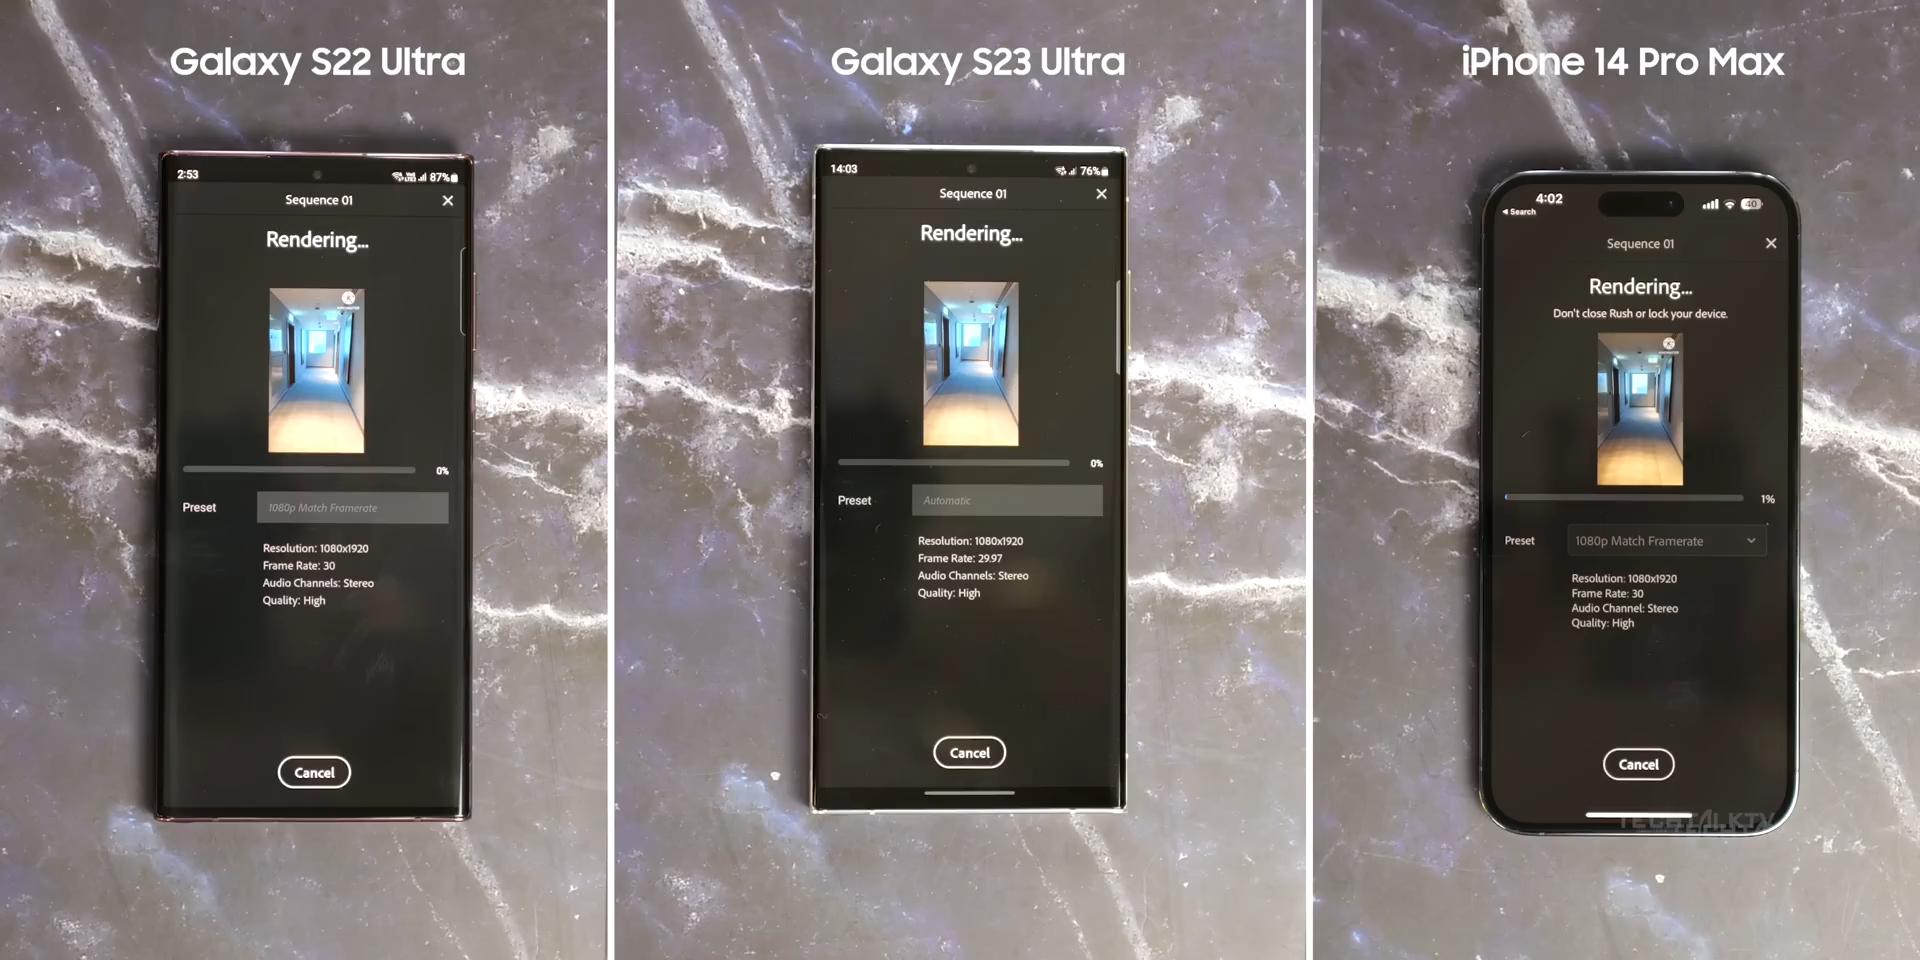 Galaxy S22 Ultra
2:53
87%
Sequence 01
Rendering...
0%
Preset
1080p Match Framerate
Resolution: 1080x1920
Frame Rate: 30
Audio Channels: Stereo
Quality: High
Cancel
Galaxy S23 Ultra
14:03
76%
Sequence 01
Rendering...
0%
Preset
Automatic
Resolution: 1080x1920
Frame Rate: 29.97
Audio Channels: Stereo
Quality: High
Cancel
iPhone 14 Pro Max
4:02
Search
40
Sequence 01
Rendering...
Don't close Rush or lock your device.
1%
Preset
1080p Match Framerate
Resolution: 1080x1920
Frame Rate: 30
Audio Channel: Stereo
Quality: High
Cancel
TECHTALKTV